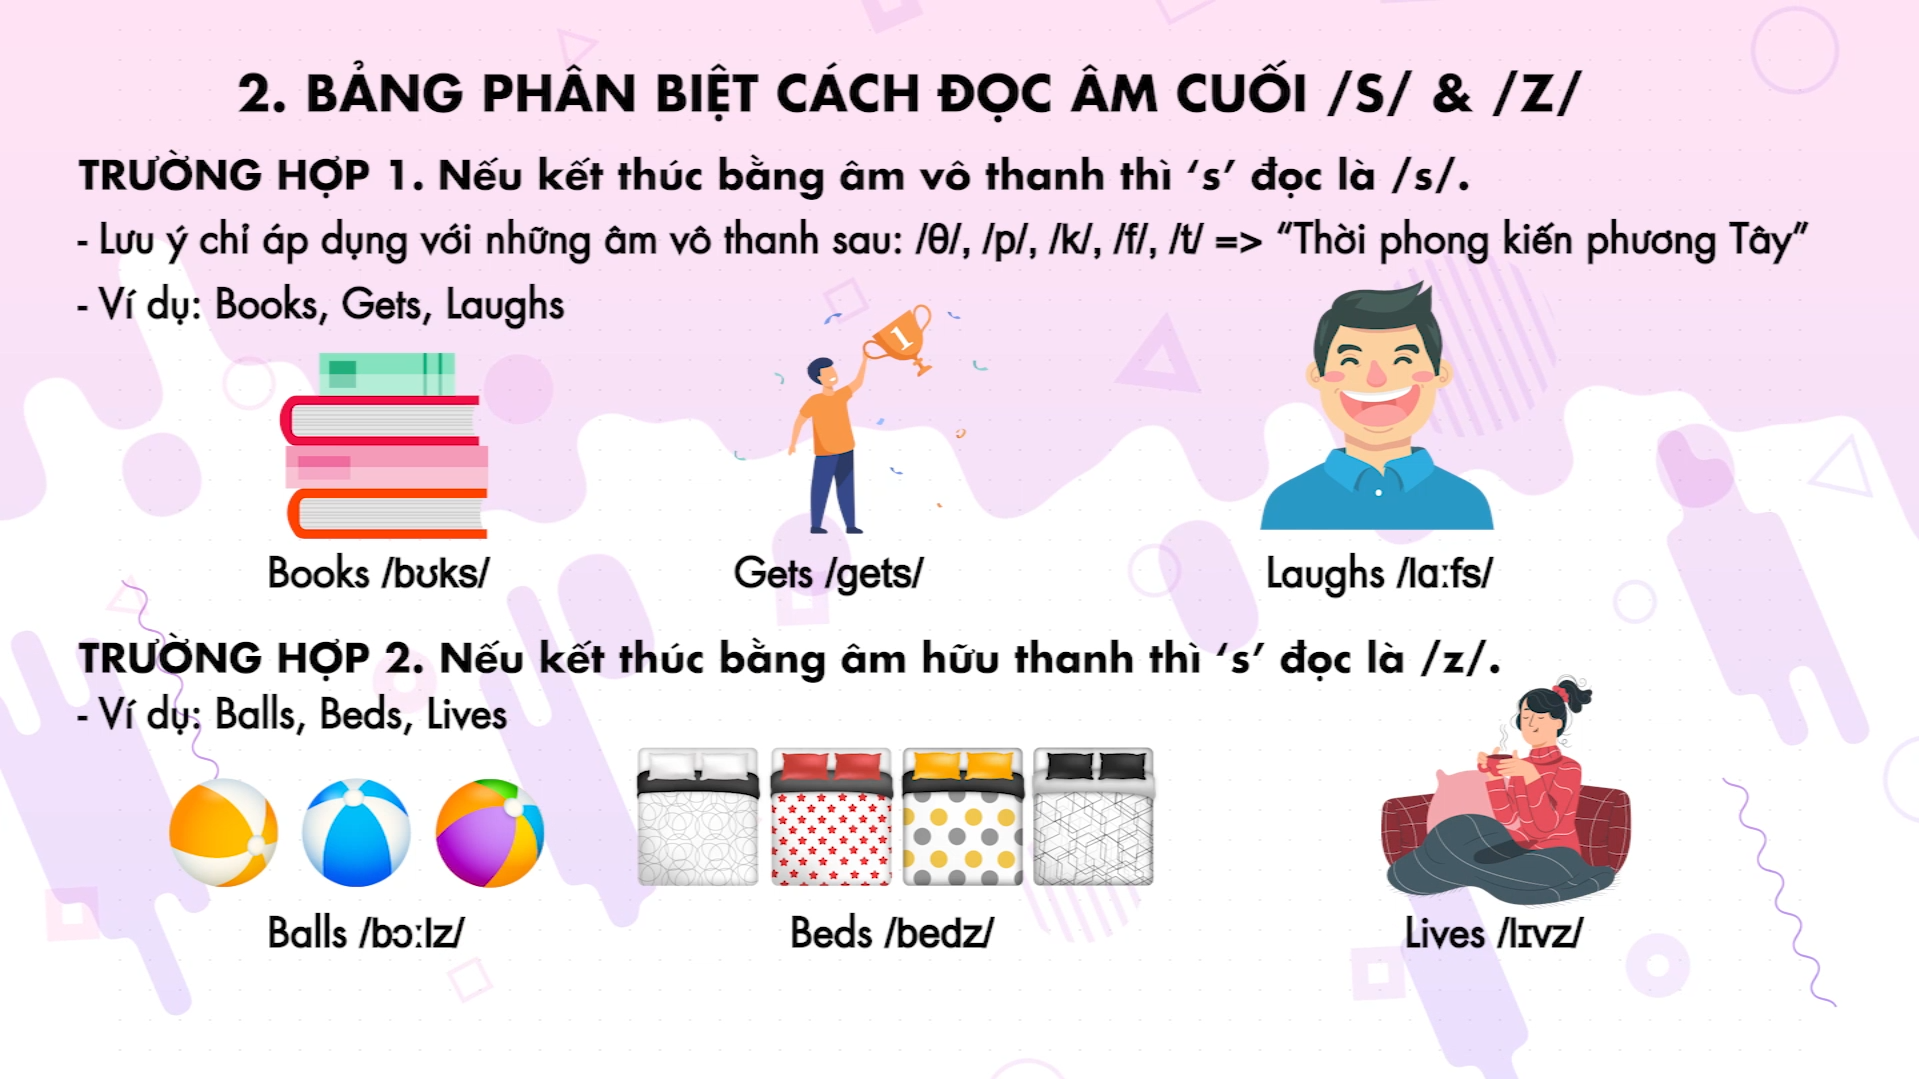 2. BẢNG PHÂN BIỆT CÁCH ĐỌC ÂM CUỐI /S/ & /Z/
TRƯỜNG HỢP 1. Nếu kết thúc bằng âm vô thanh thì ‘s’ đọc là /s/.
- Lưu ý chỉ áp dụng với những âm vô thanh sau: /θ/, /p/, /k/, /f/, /t/ => “Thời phong kiến phương Tây”
- Ví dụ: Books, Gets, Laughs
1
Books /bʊks/
Gets /gets/
Laughs /lɑːfs/
TRƯỜNG HỢP 2. Nếu kết thúc bằng âm hữu thanh thì ‘s’ đọc là /z/.
- Ví dụ: Balls, Beds, Lives
Balls /bɔːlz/
Beds /bedz/
Lives /lɪvz/